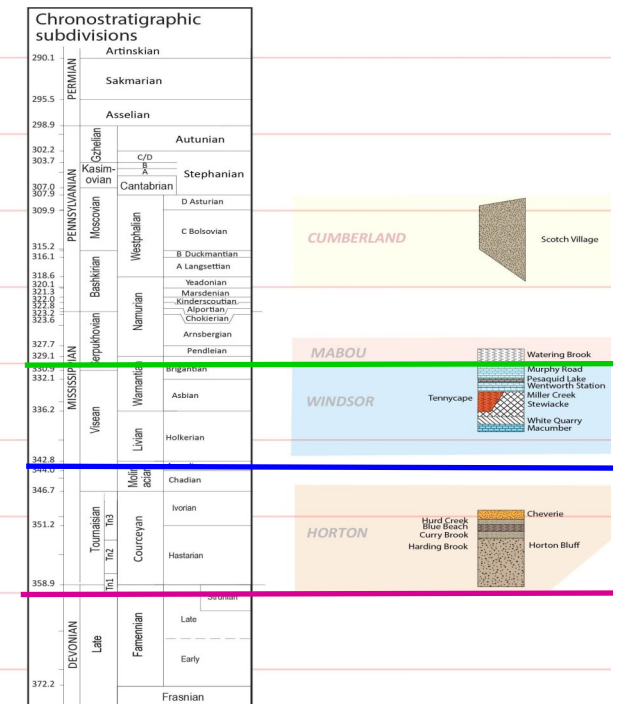 Chronostratigraphic
subdivisions
Artinskian
290.1
PERMIAN
Sakmarian
295.5
Asselian
298.9
Gzhelian
Autunian
302.2
303.7
C/D
B
A
Kasim-
ovian
Stephanian
Cantabrian
307.0
307.9
PENNSYLVANIAN
Moscovian
Westphalian
D Asturian
309.9
C Bolsovian
315.2
316.1
B Duckmantian
Bashkirian
A Langsettian
318.6
320.1
Yeadonian
321.3
Marsdenian
322.0
Kinderscoutian
322.8
Alportian
323.2
Chokierian
323.6
Namurian
Arnsbergian
327.7
Pendleian
329.1
330.9
Brigantian
332.1
MISSISSIPPIAN
Serpukhovian
Warnantian
Asbian
336.2
Visean
Livian
Holkerian
342.8
344.0
Molin
acian
Chadian
346.7
Ivorian
351.2
Tournaisian
Tn3
Tn2
Tn1
Courceyan
Hastarian
358.9
Strunian
DEVONIAN
Late
Famennian
Late
Early
372.2
Frasnian
CUMBERLAND
Scotch Village
MABOU
Watering Brook
WINDSOR
Murphy Road
Pesaquid Lake
Wentworth Station
Tennycape
Miller Creek
Stewiacke
White Quarry
Macumber
HORTON
Cheverie
Hurd Creek
Blue Beach
Curry Brook
Harding Brook
Horton Bluff